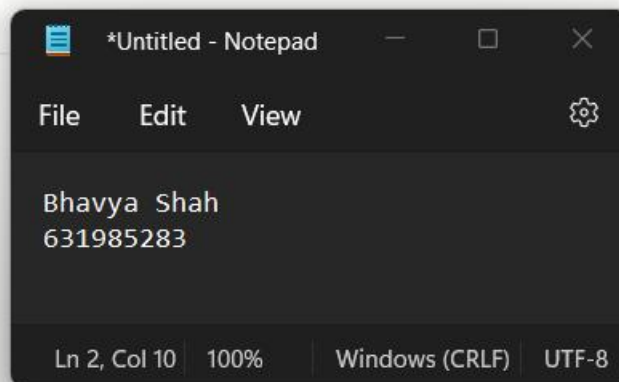 *Untitled - Notepad
File Edit View
Bhavya Shah
631985283
Ln 2, Col 10 100% Windows (CRLF) UTF-8